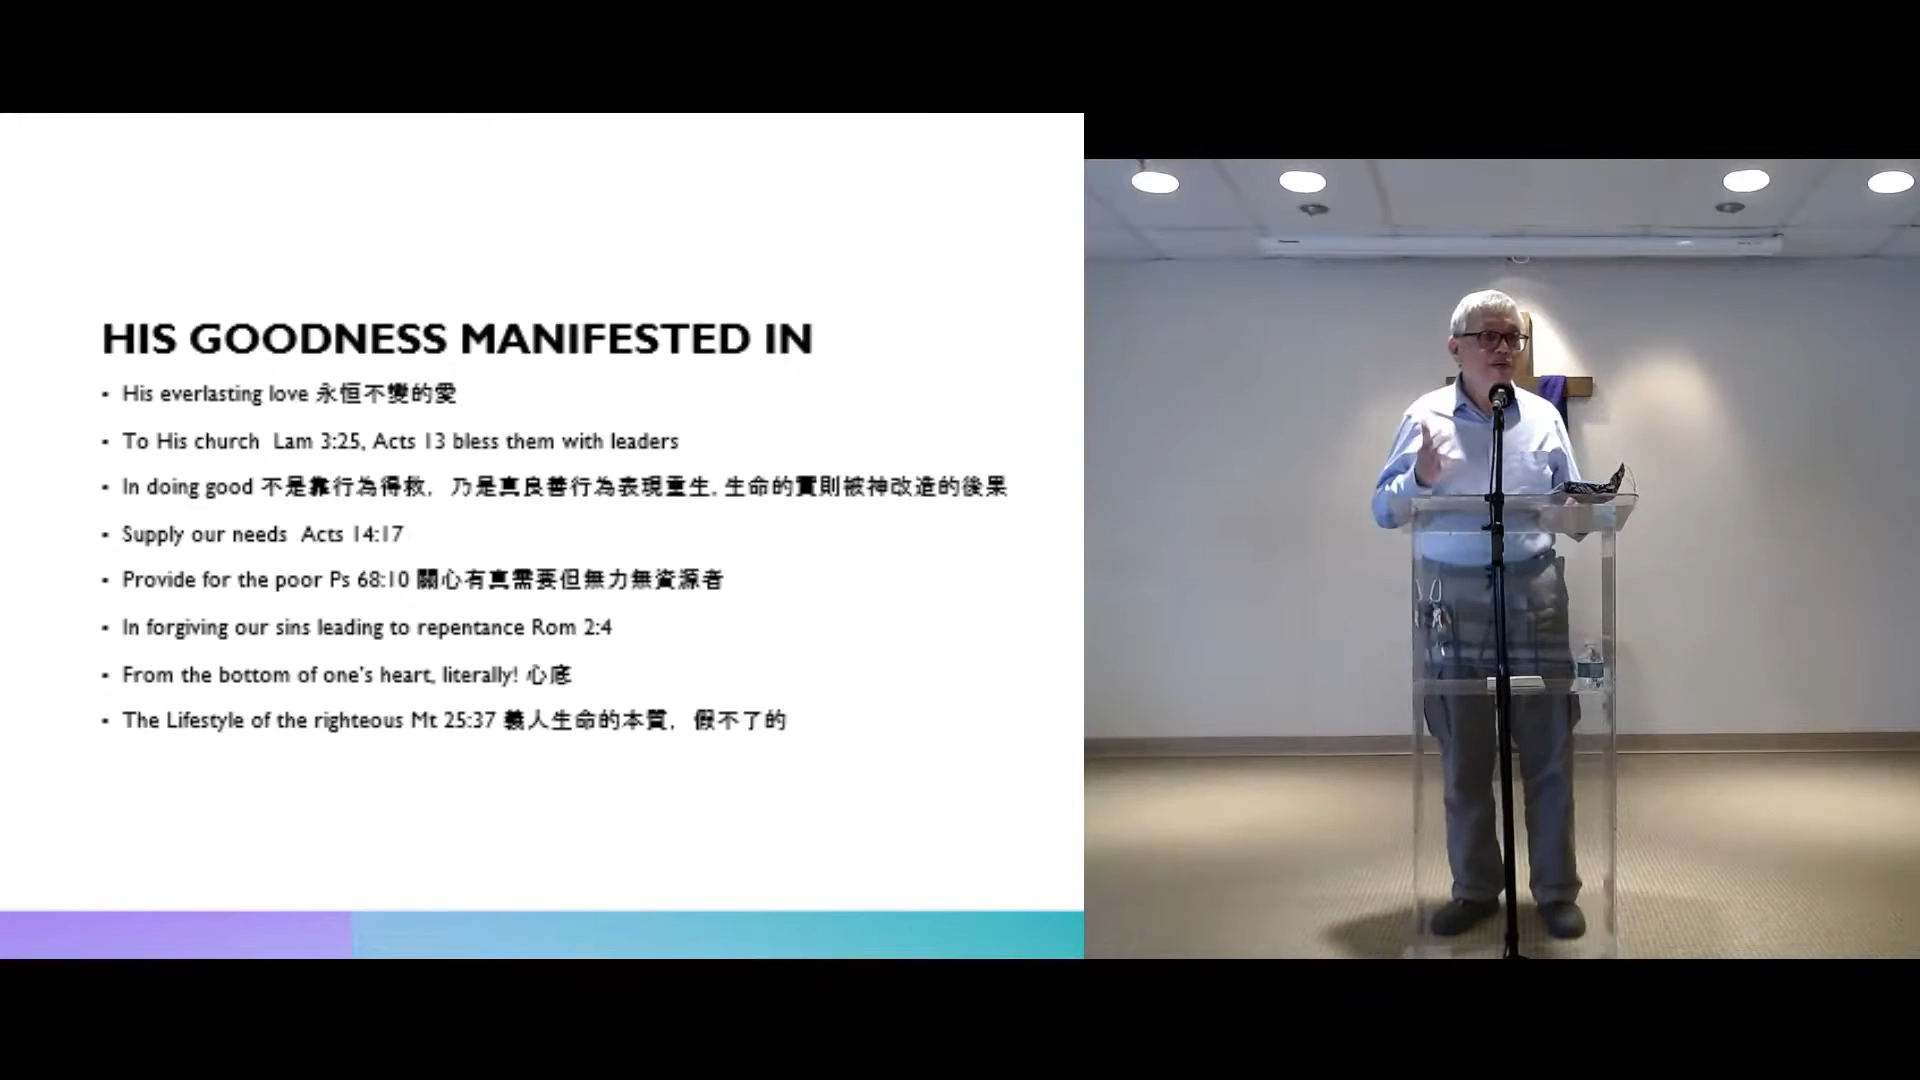 HIS GOODNESS MANIFESTED IN
• His everlasting love 永恒不變的愛
• To His church  Lam 3:25, Acts 13 bless them with leaders
• In doing good 不是靠行為得救，乃是真良善行為表現重生, 生命的實則被神改造的後果
• Supply our needs  Acts 14:17
• Provide for the poor Ps 68:10 關心有真需要但無力無資源者
• In forgiving our sins leading to repentance Rom 2:4
• From the bottom of one's heart, literally! 心底
• The Lifestyle of the righteous Mt 25:37 義人生命的本質，假不了的